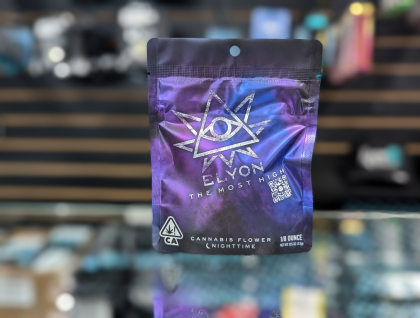 ELYON
THE MOST HIGH
CA
CANNABIS FLOWER
NIGHTTIME
1/8 OUNCE